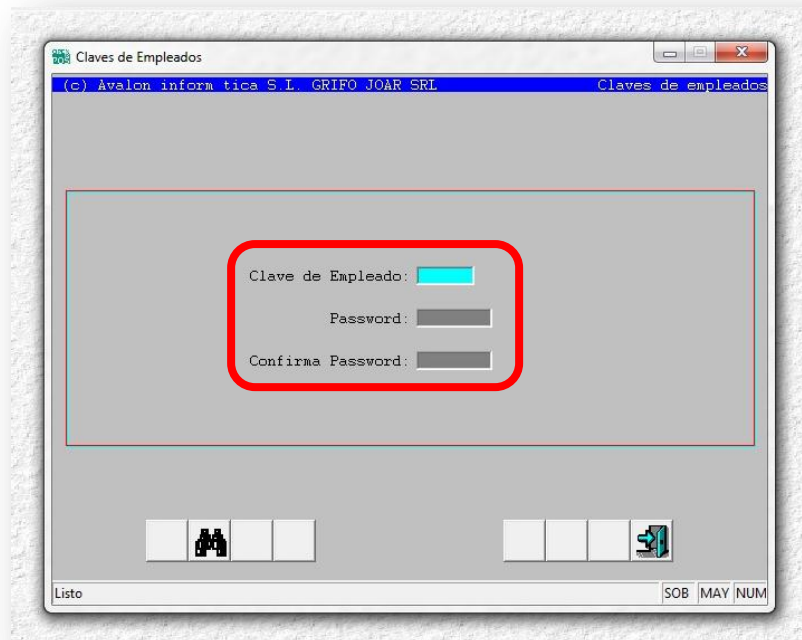 Claves de Empleados
(c) Avalon inform tica S.L. GRIFO JOAR SRL Claves de empleados
Clave de Empleado:
Password:
Confirma Password:
Listo SOB MAY NUM